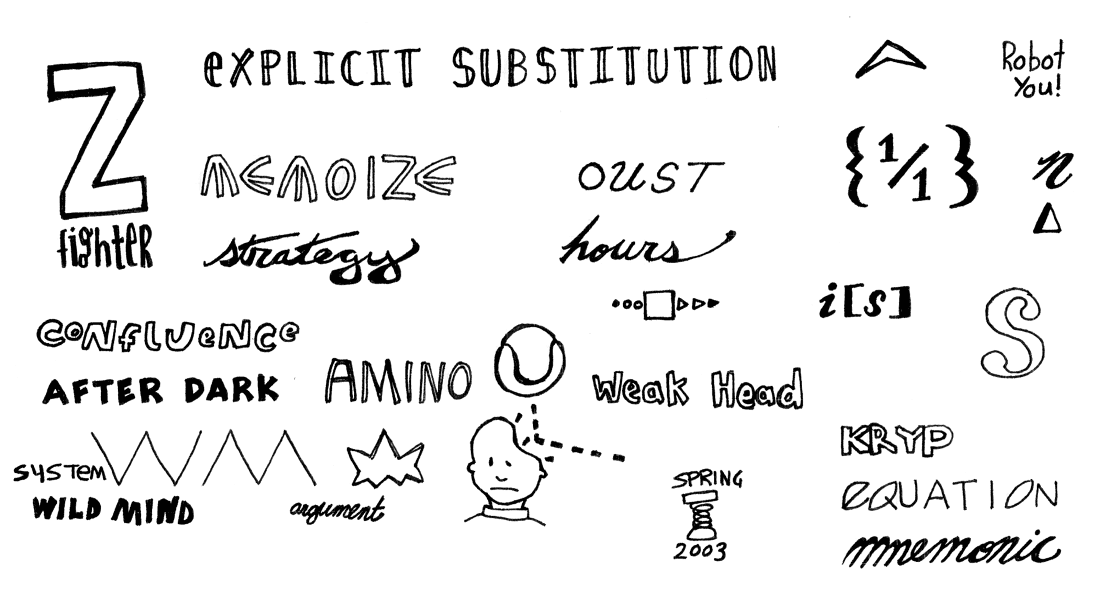 Z
fighter
eXPLICIT SUBSTITUTION
Robot
You!
MEMOIZE
OUST
{1/1}
n
strategy
hours
i[s]
S
CONFLUENCE
AFTER DARK
AMINO
Weak Head
SYSTEM WM
WILD MIND
argument
SPRING
2003
KRYP
eQUATION
mnemonic